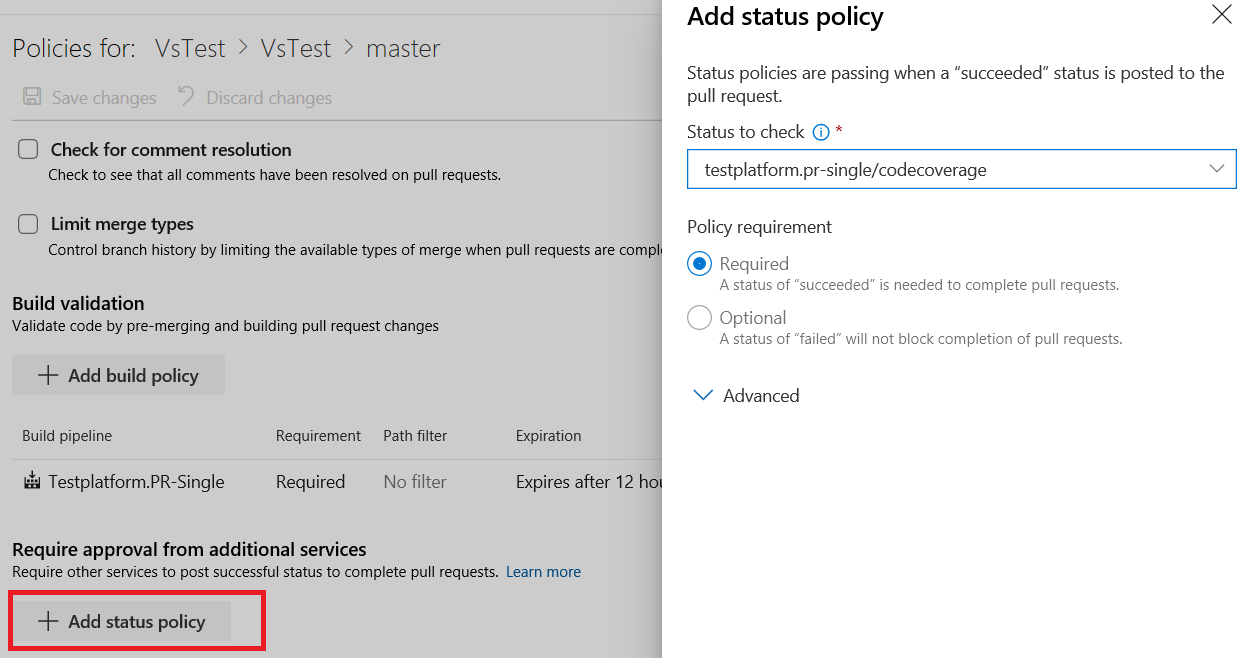 Policies for: VsTest > VsTest > master
Save changes Discard changes
Check for comment resolution
Check to see that all comments have been resolved on pull requests.
Limit merge types
Control branch history by limiting the available types of merge when pull requests are comple
Build validation
Validate code by pre-merging and building pull request changes
+ Add build policy
Build pipeline Requirement Path filter Expiration
Testplatform.PR-Single Required No filter Expires after 12 hou
Require approval from additional services
Require other services to post successful status to complete pull requests. Learn more
+ Add status policy
Add status policy
Status policies are passing when a “succeeded” status is posted to the
pull request.
Status to check *
testplatform.pr-single/codecoverage
Policy requirement
Required
A status of “succeeded” is needed to complete pull requests.
Optional
A status of “failed” will not block completion of pull requests.
Advanced